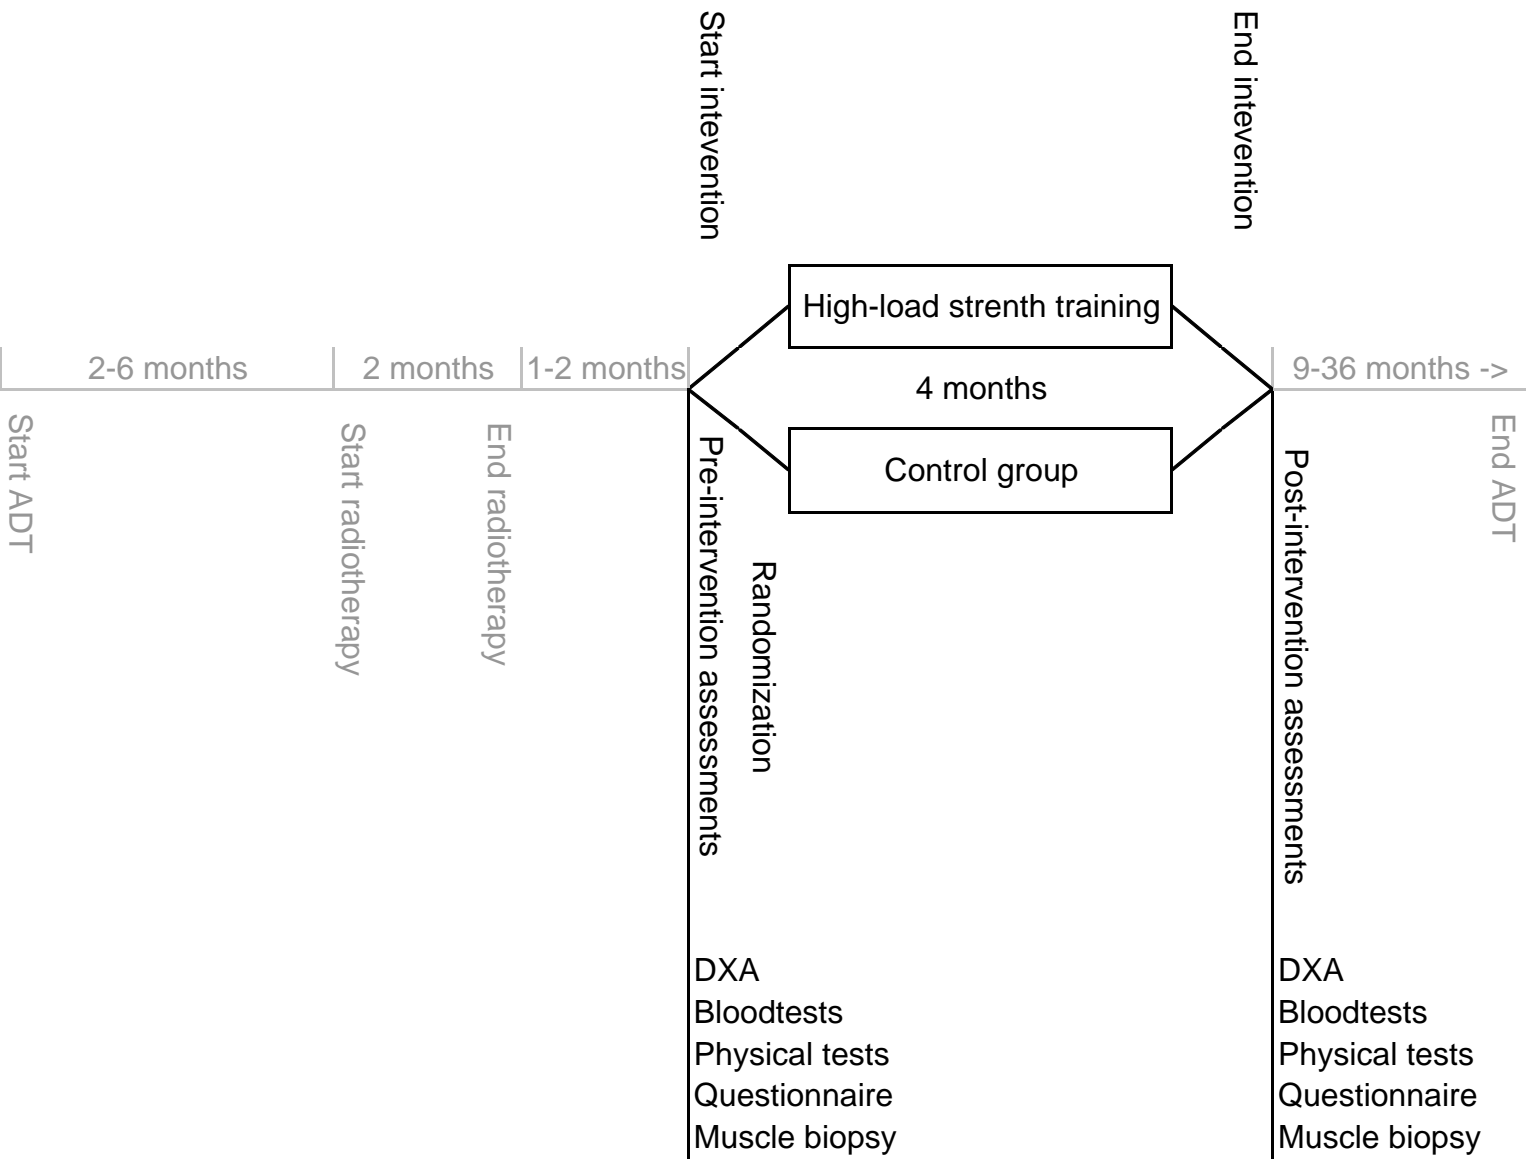 Start intevention
End intevention
High-load strenth training
2-6 months
2 months
1-2 months
4 months
9-36 months ->
Control group
Start ADT
Start radiotherapy
End radiotherapy
Pre-intervention assessments
Randomization
Post-intervention assessments
End ADT
DXA
Bloodtests
Physical tests
Questionnaire
Muscle biopsy
DXA
Bloodtests
Physical tests
Questionnaire
Muscle biopsy